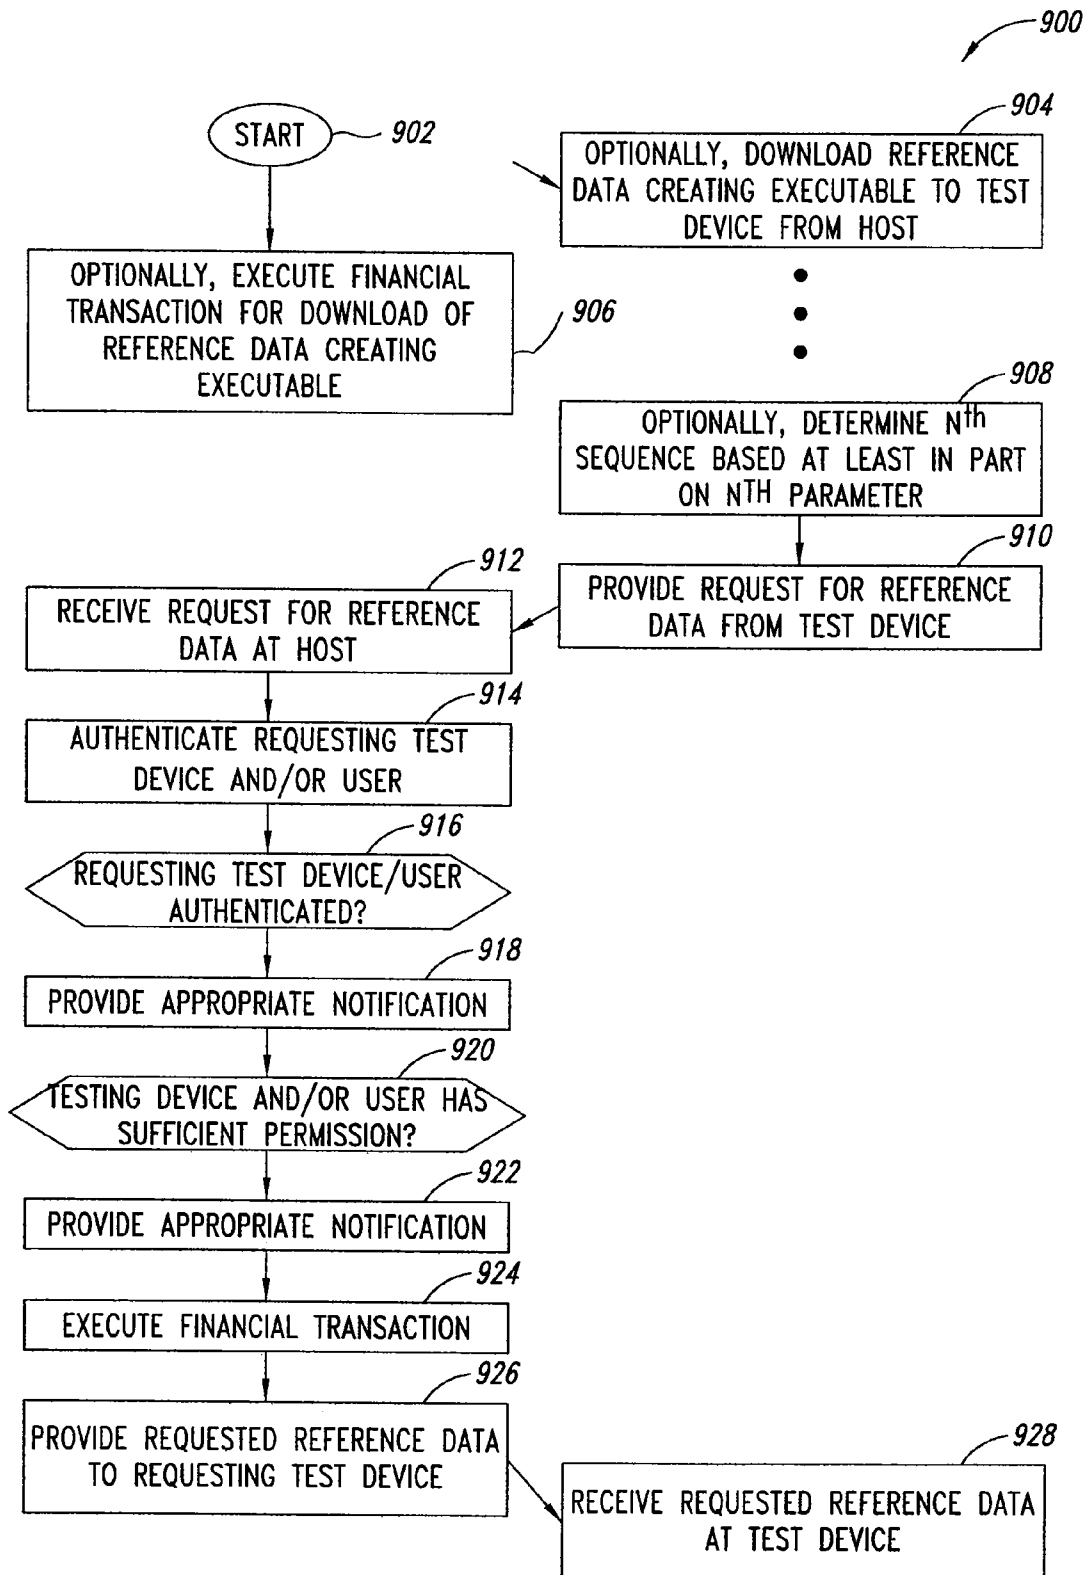 900
START
902
904
OPTIONALLY, DOWNLOAD REFERENCE
DATA CREATING EXECUTABLE TO TEST
DEVICE FROM HOST
OPTIONALLY, EXECUTE FINANCIAL
TRANSACTION FOR DOWNLOAD OF
REFERENCE DATA CREATING
EXECUTABLE
906
908
OPTIONALLY, DETERMINE Nth
SEQUENCE BASED AT LEAST IN PART
ON NTH PARAMETER
910
PROVIDE REQUEST FOR REFERENCE
DATA FROM TEST DEVICE
912
RECEIVE REQUEST FOR REFERENCE
DATA AT HOST
914
AUTHENTICATE REQUESTING TEST
DEVICE AND/OR USER
916
REQUESTING TEST DEVICE/USER
AUTHENTICATED?
918
PROVIDE APPROPRIATE NOTIFICATION
920
TESTING DEVICE AND/OR USER HAS
SUFFICIENT PERMISSION?
922
PROVIDE APPROPRIATE NOTIFICATION
924
EXECUTE FINANCIAL TRANSACTION
926
PROVIDE REQUESTED REFERENCE DATA
TO REQUESTING TEST DEVICE
928
RECEIVE REQUESTED REFERENCE DATA
AT TEST DEVICE